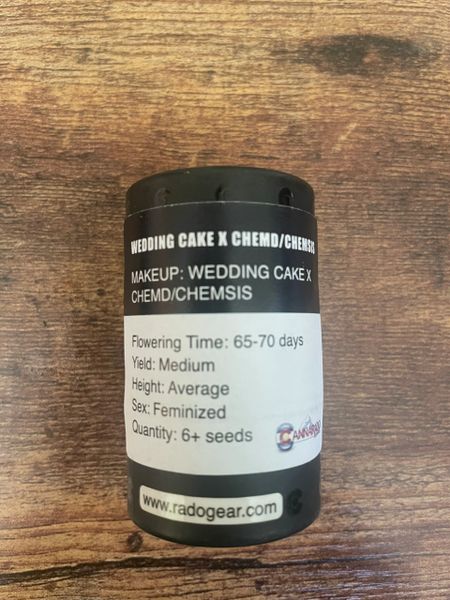 WEDDING CAKE X CHEMD/CHEMSIS
MAKEUP: WEDDING CAKE X
CHEMD/CHEMSIS
Flowering Time: 65-70 days
Yield: Medium
Height: Average
Sex: Feminized
Quantity: 6+ seeds
CANNARADO
www.radogear.com